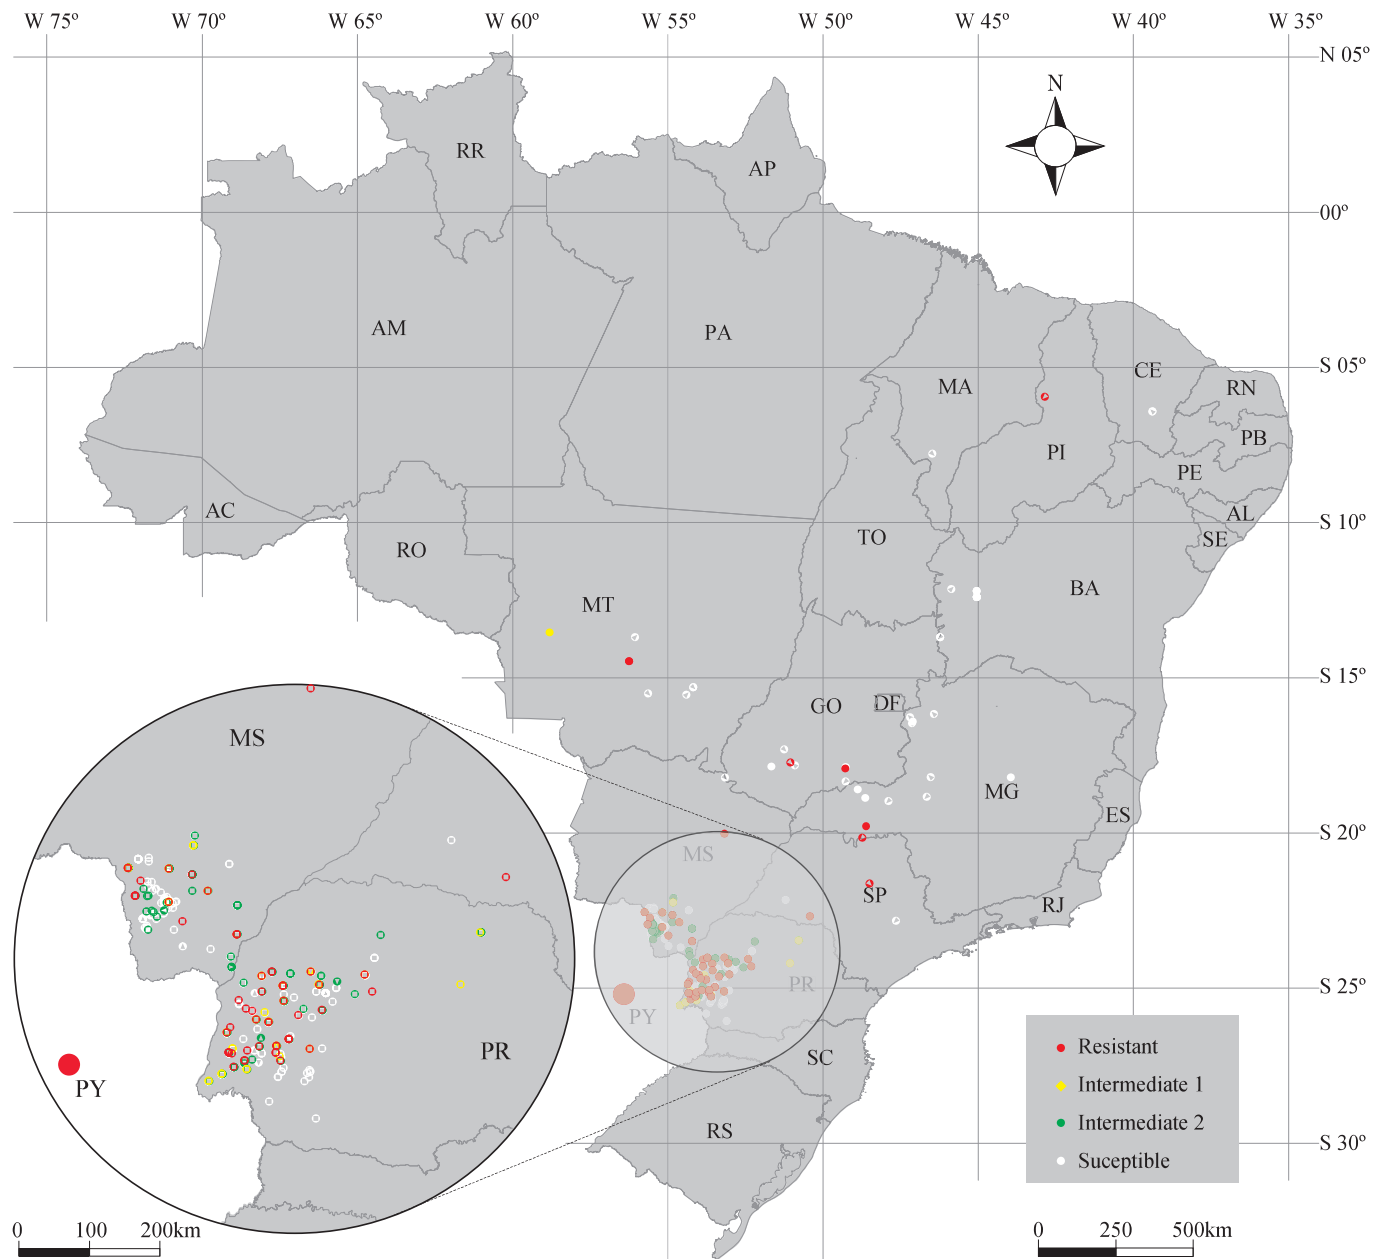 W 75º W 70º W 65º W 60º W 55º W 50º W 45º W 40º W 35º
N 05º
N
RR
AP
00º
AM
PA
S 05º
MA
CE
RN
PI
PB
PE
AC
AL
S 10º
TO
SE
RO
BA
MT
S 15º
GO
DF
MS
MG
ES
S 20º
MS
SP
RJ
PR
S 25º
PY
PR
SC
PY
RS
S 30º
Resistant
Intermediate 1
Intermediate 2
Suceptible
0 100 200km
0 250 500km